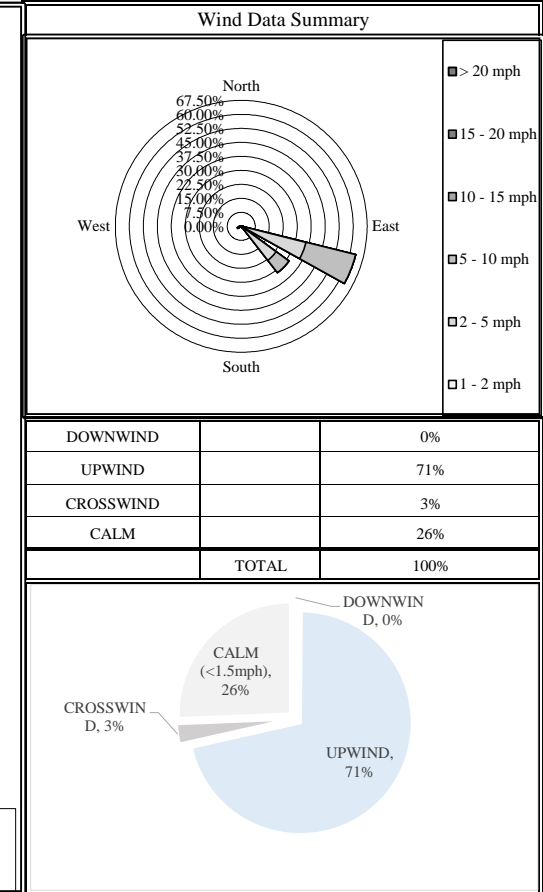 Wind Data Summary
North
67.50%
60.00%
52.50%
45.00%
37.50%
30.00%
22.50%
15.00%
7.50%
0.00%
West
East
South
> 20 mph
15 - 20 mph
10 - 15 mph
5 - 10 mph
2 - 5 mph
1 - 2 mph
DOWNWIND 0%
UPWIND 71%
CROSSWIND 3%
CALM 26%
TOTAL 100%
DOWNWIN
D, 0%
CALM
(<1.5mph),
26%
CROSSWIN
D, 3%
UPWIND,
71%